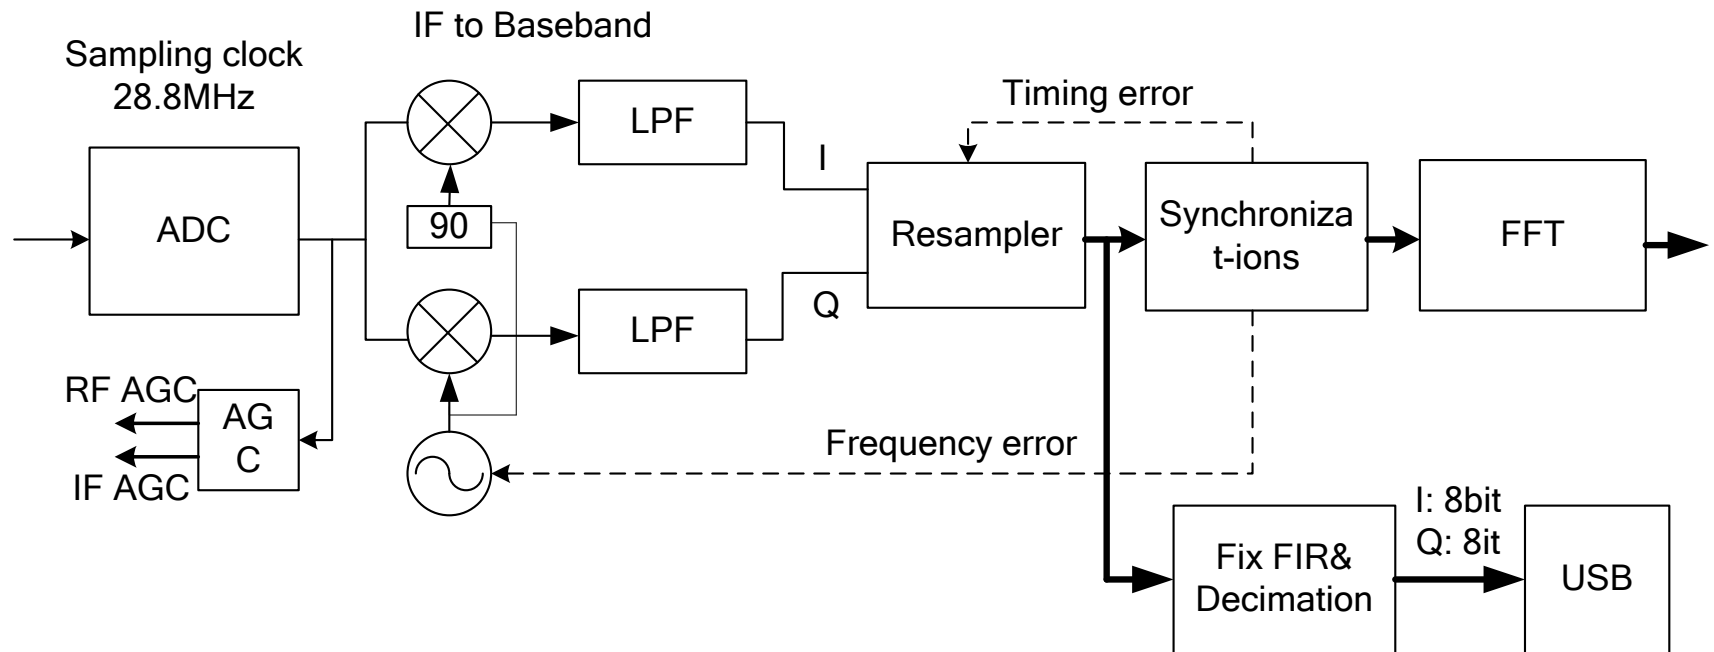 IF to Baseband
Sampling clock
28.8MHz
ADC
LPF
90
LPF
I
Q
Timing error
Resampler
Synchronizat
t-ions
FFT
RF AGC
IF AGC
AG
C
Frequency error
Fix FIR&
Decimation
I: 8bit
Q: 8it
USB